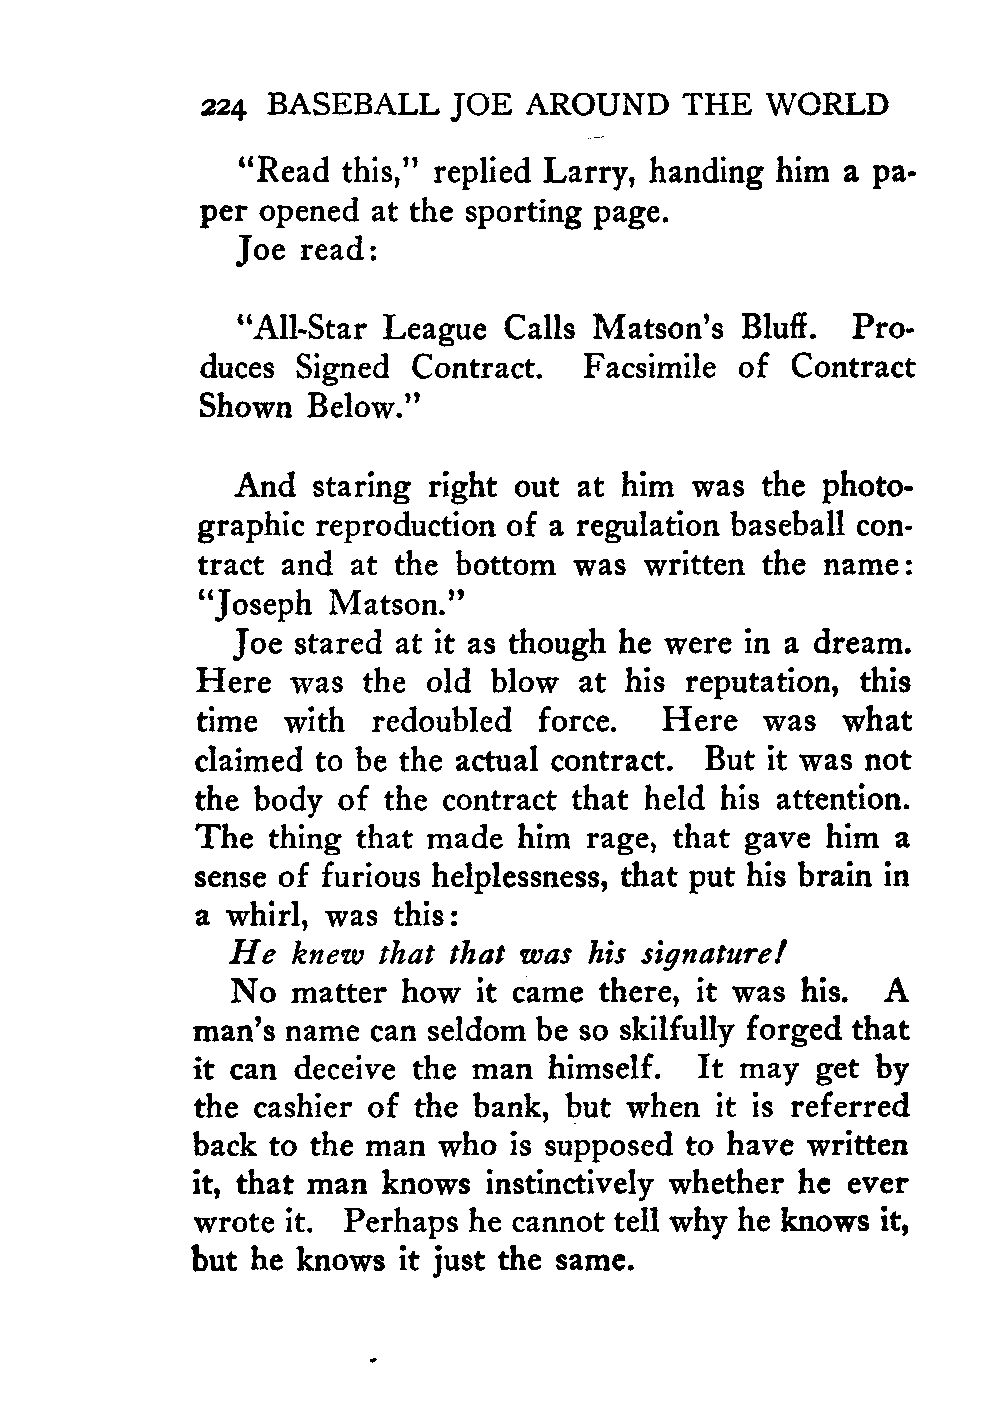 224 BASEBALL JOE AROUND THE WORLD
“Read this,” replied Larry, handing him a pa-
per opened at the sporting page.
Joe read:
“All-Star League Calls Matson’s Bluff. Pro-
duces Signed Contract. Facsimile of Contract
Shown Below.”
And staring right out at him was the photo-
graphic reproduction of a regulation baseball con-
tract and at the bottom was written the name:
“Joseph Matson.”
Joe stared at it as though he were in a dream.
Here was the old blow at his reputation, this
time with redoubled force. Here was what
claimed to be the actual contract. But it was not
the body of the contract that held his attention.
The thing that made him rage, that gave him a
sense of furious helplessness, that put his brain in
a whirl, was this:
He knew that that was his signature!
No matter how it came there, it was his. A
man’s name can seldom be so skilfully forged that
it can deceive the man himself. It may get by
the cashier of the bank, but when it is referred
back to the man who is supposed to have written
it, that man knows instinctively whether he ever
wrote it. Perhaps he cannot tell why he knows it,
but he knows it just the same.